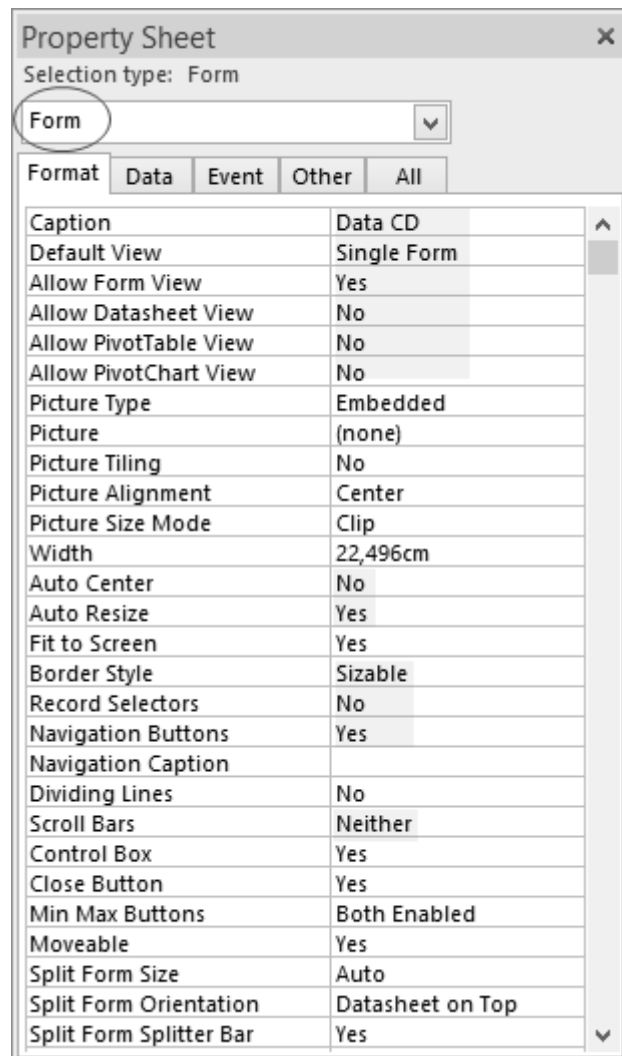 Property Sheet
Selection type: Form
Form
Format Data Event Other All
Caption Data CD
Default View Single Form
Allow Form View Yes
Allow Datasheet View No
Allow PivotTable View No
Allow PivotChart View No
Picture Type Embedded
Picture (none)
Picture Tiling No
Picture Alignment Center
Picture Size Mode Clip
Width 22,496cm
Auto Center No
Auto Resize Yes
Fit to Screen Yes
Border Style Sizable
Record Selectors No
Navigation Buttons Yes
Navigation Caption
Dividing Lines No
Scroll Bars Neither
Control Box Yes
Close Button Yes
Min Max Buttons Both Enabled
Moveable Yes
Split Form Size Auto
Split Form Orientation Datasheet on Top
Split Form Splitter Bar Yes